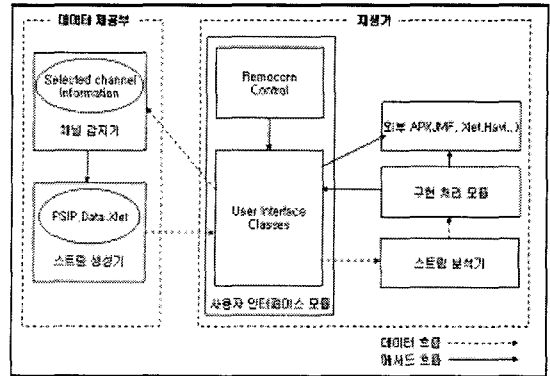 데이터 제공부
재생기
Selected channel
Information
채널 감지기
PSIP,Data,Xlet
스트림 생성기
Remocorn
Control
User Interface
Classes
사용자 인터페이스 모듈
외부 API(JMF, Xlet,Havi,..)
구현 처리 모듈
스트림 분석기
데이터 흐름
메서드 흐름